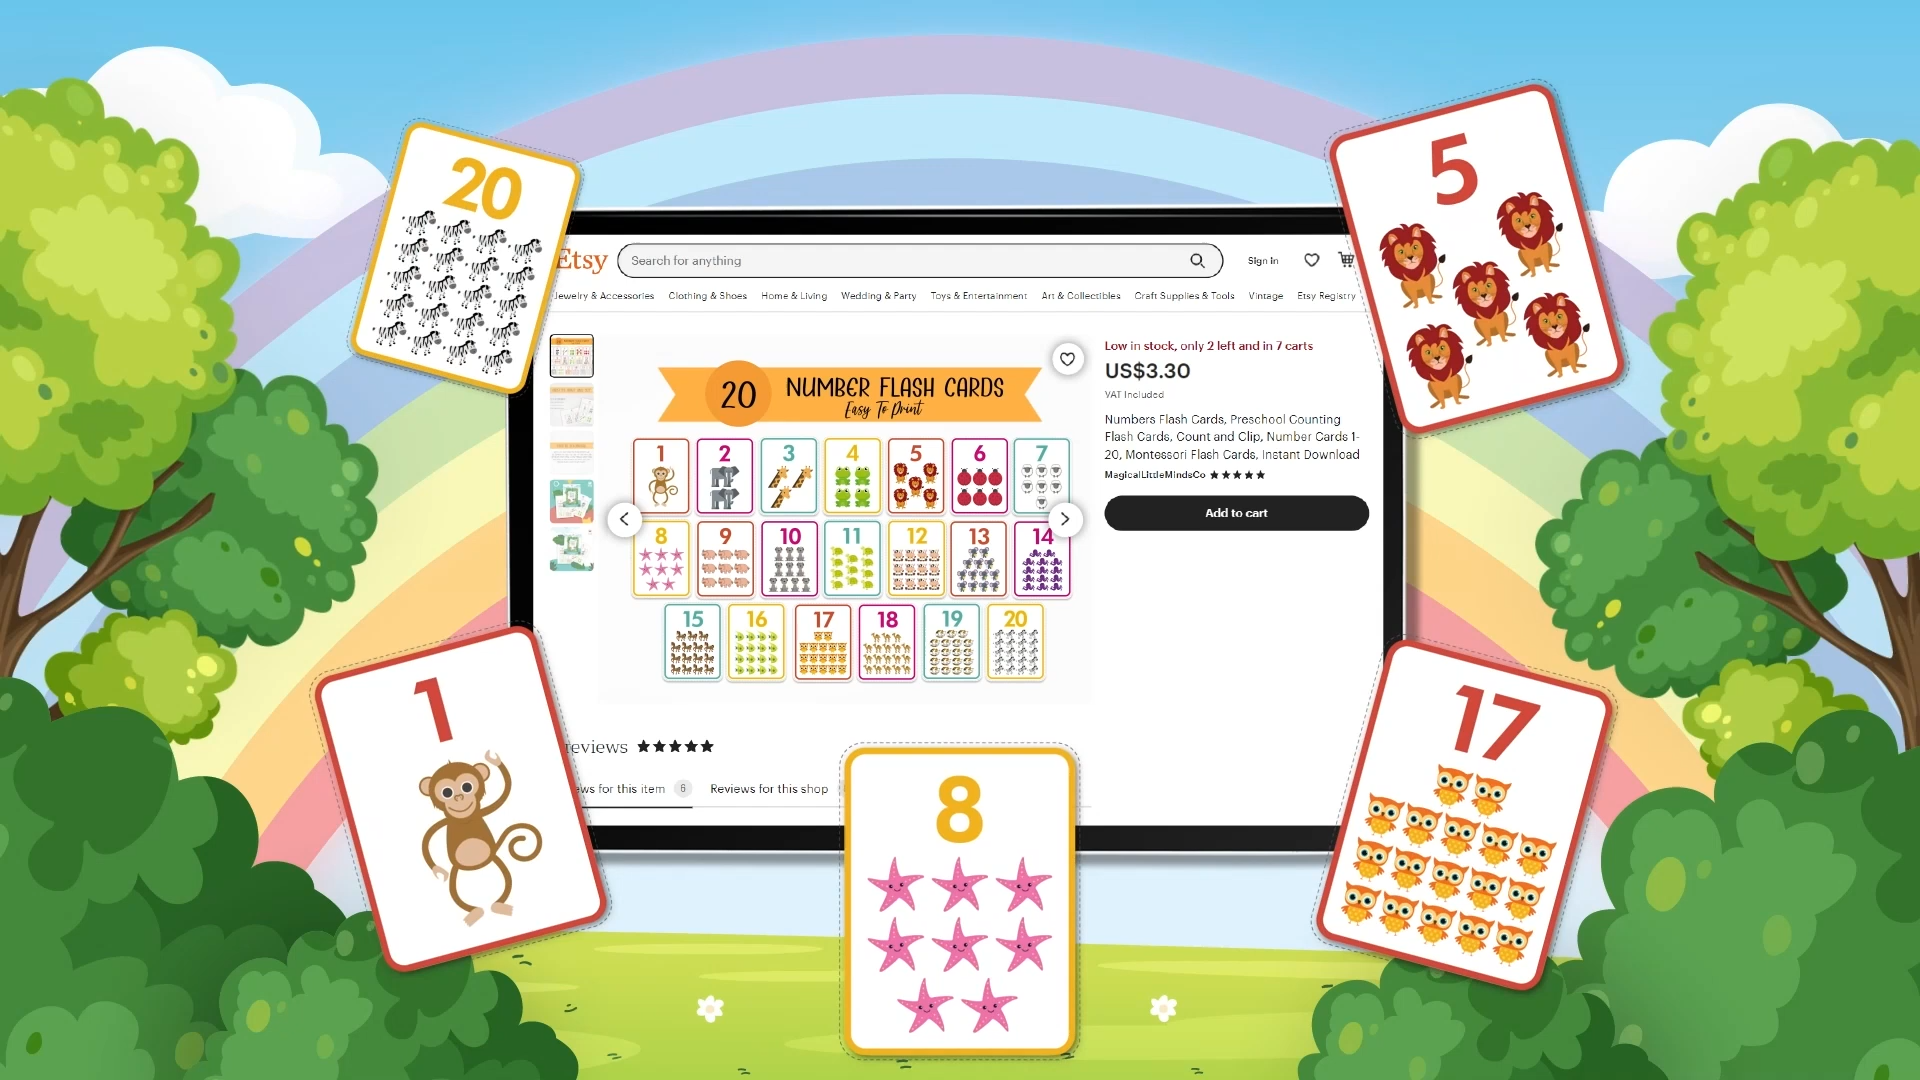 20
5
Etsy
Search for anything
Sign in
Jewelry & Accessories
Clothing & Shoes
Home & Living
Wedding & Party
Toys & Entertainment
Art & Collectibles
Craft Supplies & Tools
Vintage
Etsy Registry
20
NUMBER FLASH CARDS
Easy To Print
1 2 3 4 5 6 7
8 9 10 11 12 13 14
15 16 17 18 19 20
Low in stock, only 2 left and in 7 carts
US$3.30
VAT Included
Numbers Flash Cards, Preschool Counting
Flash Cards, Count and Clip, Number Cards 1-
20, Montessori Flash Cards, Instant Download
MagicalLittleMindsCo
Add to cart
eviews
ews for this item 6
Reviews for this shop
1
8
17